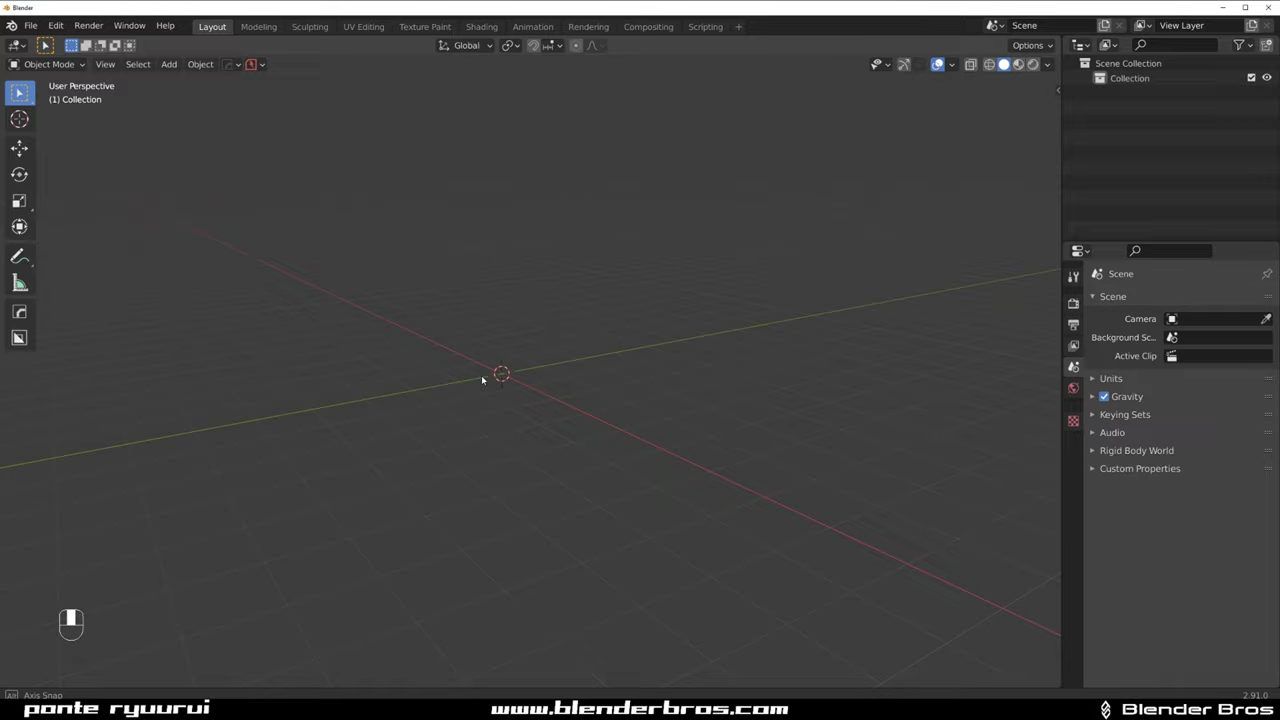 Blender
File Edit Render Window Help Layout Modeling Sculpting UV Editing Texture Paint Shading Animation Rendering Compositing Scripting + Scene View Layer
Global Options
Object Mode View Select Add Object
Scene Collection
Collection
User Perspective
(1) Collection
Scene
Scene
Camera
Background Sc...
Active Clip
Units
Gravity
Keying Sets
Audio
Rigid Body World
Custom Properties
Alt Axis Snap 2.91.0
ponte ryuurui www.blenderbros.com Blender Bros